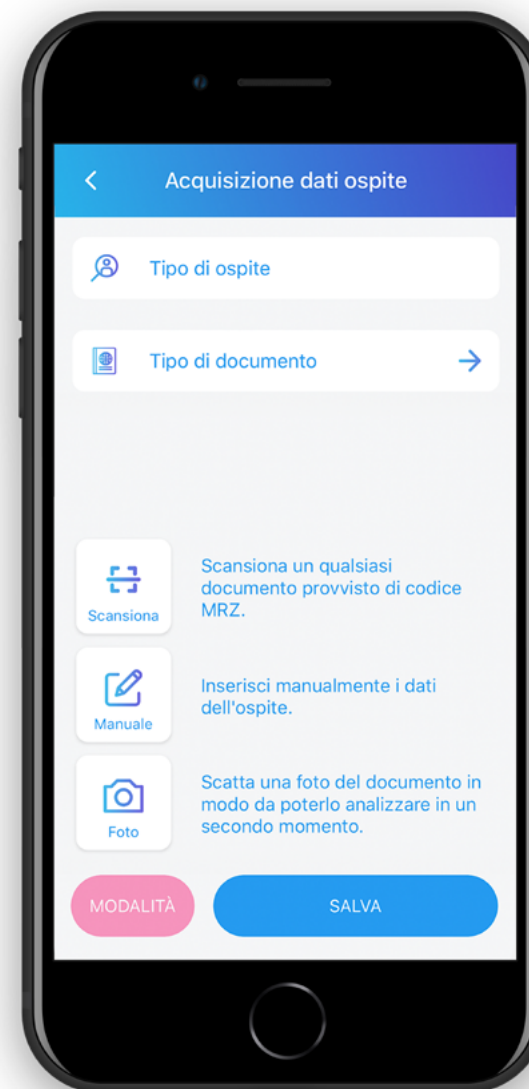 Acquisizione dati ospite
Tipo di ospite
Tipo di documento
Scansiona
Scansiona un qualsiasi
documento provvisto di codice
MRZ.
Manuale
Inserisci manualmente i dati
dell'ospite.
Foto
Scatta una foto del documento in
modo da poterlo analizzare in un
secondo momento.
MODALITÀ
SALVA